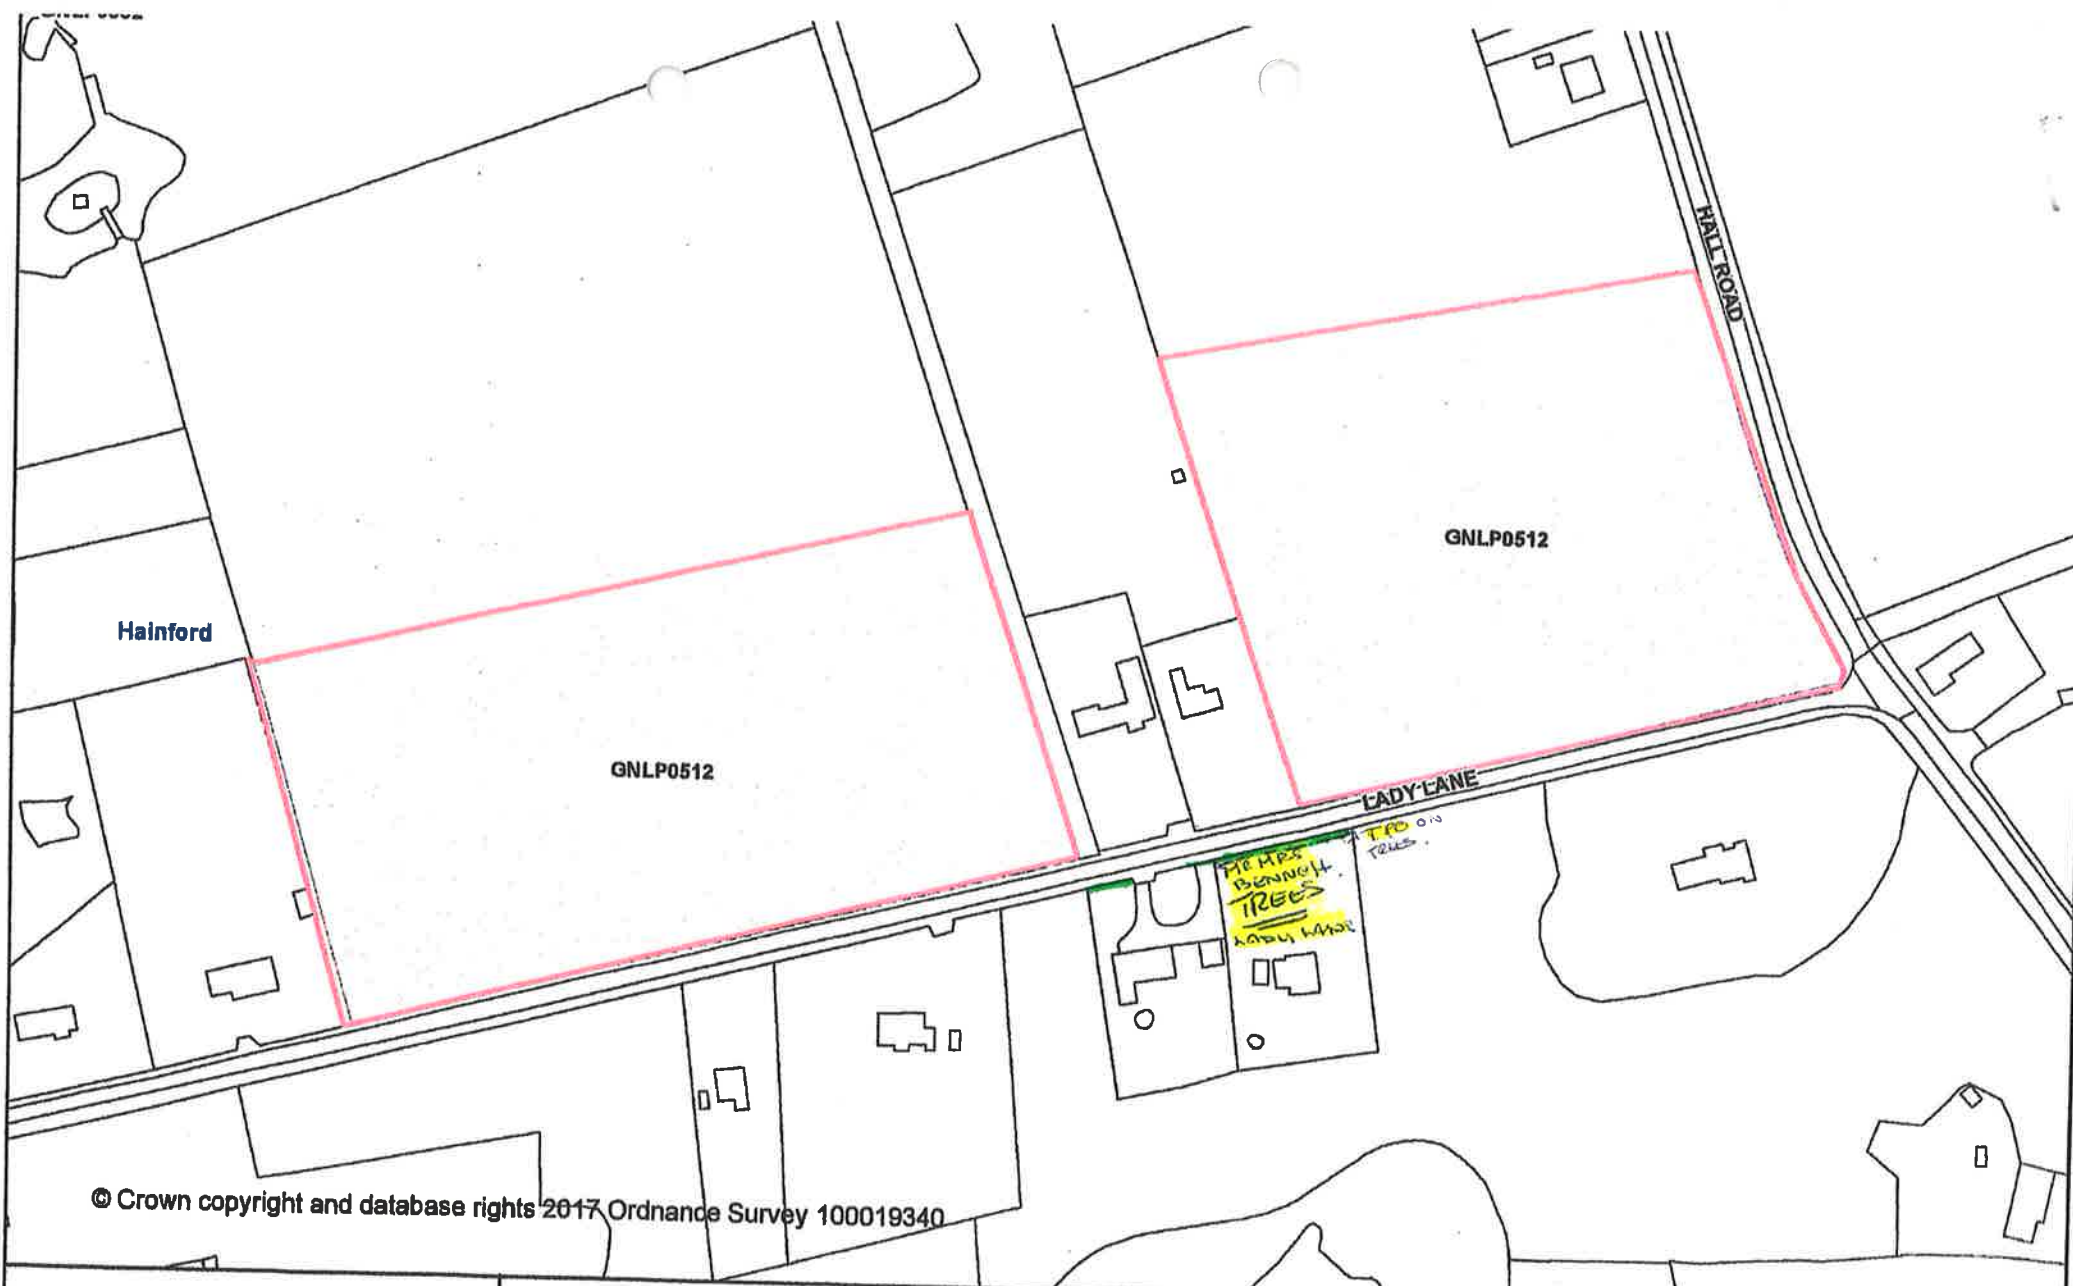 HALL ROAD
GNLP0512
Hainford
GNLP0512
LADY LANE
TPO ON
TREES.
MR MRS
BENNETT.
TREES
LADY LANE
© Crown copyright and database rights 2017 Ordnance Survey 100019340